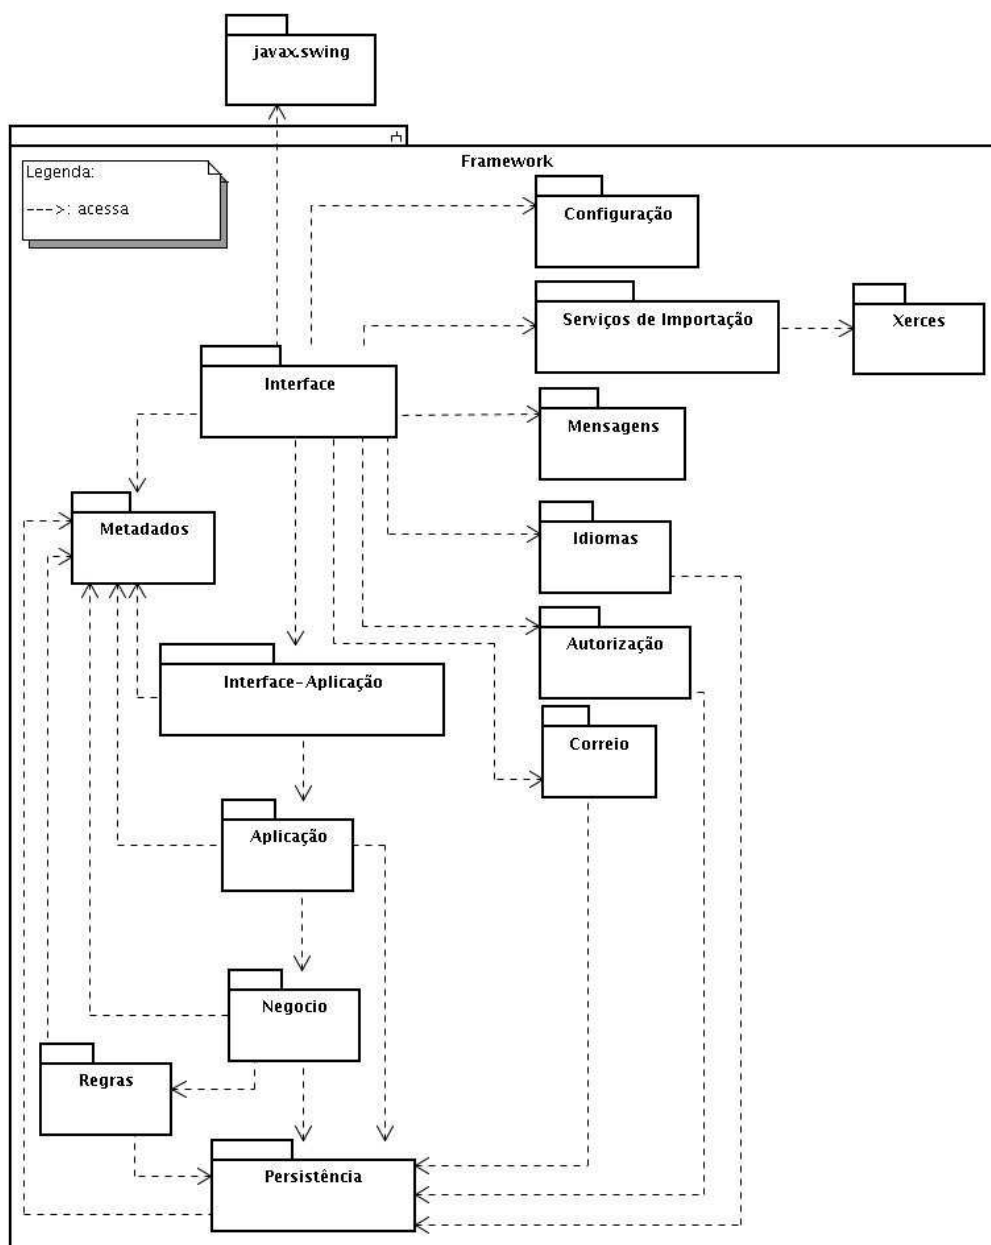 javax.swing
Framework
Legenda:
--->: acessa
Configuração
Serviços de Importação
Xerces
Interface
Mensagens
Metadados
Idiomas
Autorização
Interface-Aplicação
Correio
Aplicação
Negocio
Regras
Persistência